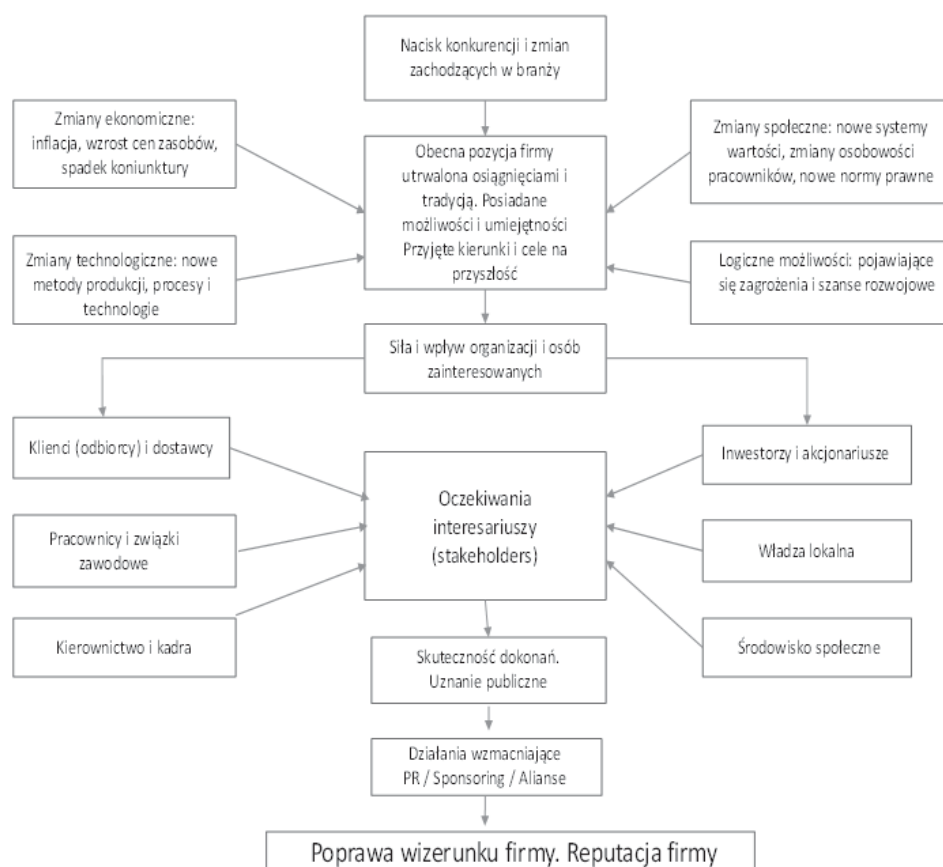 Nacisk konkurencji i zmian
zachodzących w branży
Zmiany ekonomiczne:
inflacja, wzrost cen zasobów,
spadek koniunktury
Obecna pozycja firmy
utrwalona osiągnięciami i
tradycją. Posiadane
możliwości i umiejętności
Przyjęte kierunki i cele na
przyszłość
Zmiany społeczne: nowe systemy
wartości, zmiany osobowości
pracowników, nowe normy prawne
Zmiany technologiczne: nowe
metody produkcji, procesy i
technologie
Logiczne możliwości: pojawiające
się zagrożenia i szanse rozwojowe
Siła i wpływ organizacji i osób
zainteresowanych
Klienci (odbiorcy) i dostawcy
Inwestorzy i akcjonariusze
Oczekiwania
interesariuszy
(stakeholders)
Pracownicy i związki
zawodowe
Władza lokalna
Kierownictwo i kadra
Środowisko społeczne
Skuteczność dokonań.
Uznanie publiczne
Działania wzmacniające
PR / Sponsoring / Alianse
Poprawa wizerunku firmy. Reputacja firmy